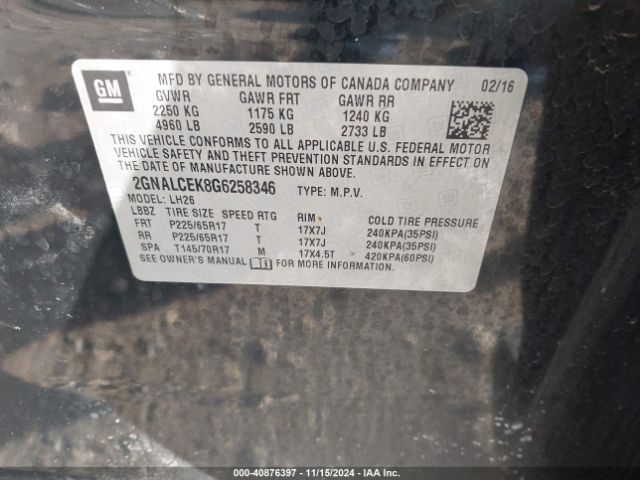 GM
MFD BY GENERAL MOTORS OF CANADA COMPANY 02/16
GVWR GAWR FRT GAWR RR
2250 KG 1175 KG 1240 KG
4960 LB 2590 LB 2733 LB
THIS VEHICLE CONFORMS TO ALL APPLICABLE U.S. FEDERAL MOTOR
VEHICLE SAFETY AND THEFT PREVENTION STANDARDS IN EFFECT ON
THE DATE OF MANUFACTURE SHOWN ABOVE.
2GNALCEK8G6258346 TYPE: M.P.V.
MODEL: LH26
LBBZ TIRE SIZE SPEED RTG RIM COLD TIRE PRESSURE
FRT P225/65R17 T 17X7J 240KPA(35PSI)
RR P225/65R17 T 17X7J 240KPA(35PSI)
SPA T145/70R17 M 17X4.5T 420KPA(60PSI)
SEE OWNER'S MANUAL FOR MORE INFORMATION.
000-40876397 - 11/15/2024 - IAAI.com